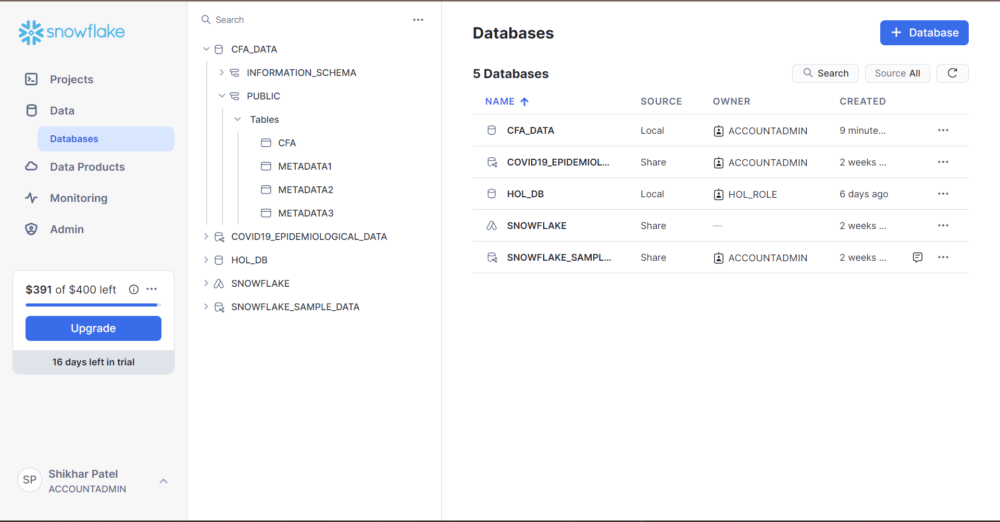 snowflake
Projects
Data
Databases
Data Products
Monitoring
Admin
$391 of $400 left
Upgrade
16 days left in trial
SP
Shikhar Patel
ACCOUNTADMIN
Search
CFA_DATA
INFORMATION_SCHEMA
PUBLIC
Tables
CFA
METADATA1
METADATA2
METADATA3
COVID19_EPIDEMIOLOGICAL_DATA
HOL_DB
SNOWFLAKE
SNOWFLAKE_SAMPLE_DATA
Databases
+ Database
5 Databases
Search
Source All
NAME SOURCE OWNER CREATED
CFA_DATA Local ACCOUNTADMIN 9 minute...
COVID19_EPIDEMIOL... Share ACCOUNTADMIN 2 weeks ...
HOL_DB Local HOL_ROLE 6 days ago
SNOWFLAKE Share — 2 weeks ...
SNOWFLAKE_SAMPL... Share ACCOUNTADMIN 2 weeks ...